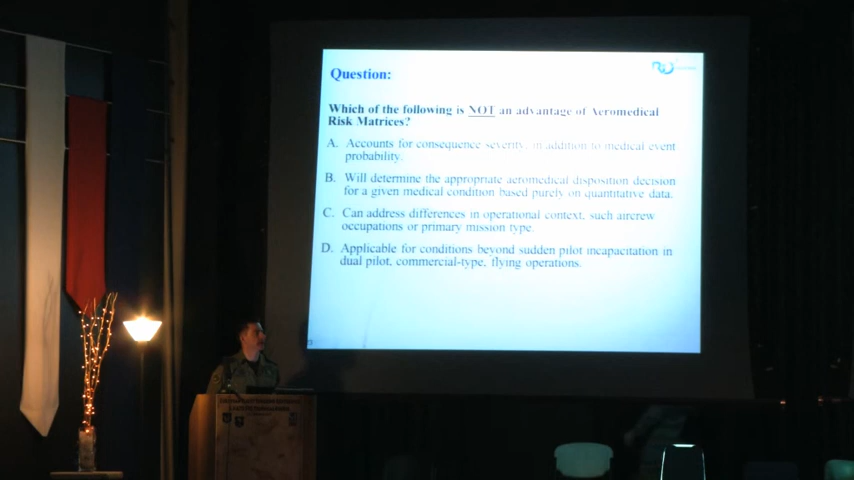 Question:
Which of the following is NOT an advantage of Aeromedical
Risk Matrices?
A. Accounts for consequence severity, in addition to medical event
probability.
B. Will determine the appropriate aeromedical disposition decision
for a given medical condition based purely on quantitative data.
C. Can address differences in operational context, such aircrew
occupations or primary mission type.
D. Applicable for conditions beyond sudden pilot incapacitation in
dual pilot, commercial-type, flying operations.